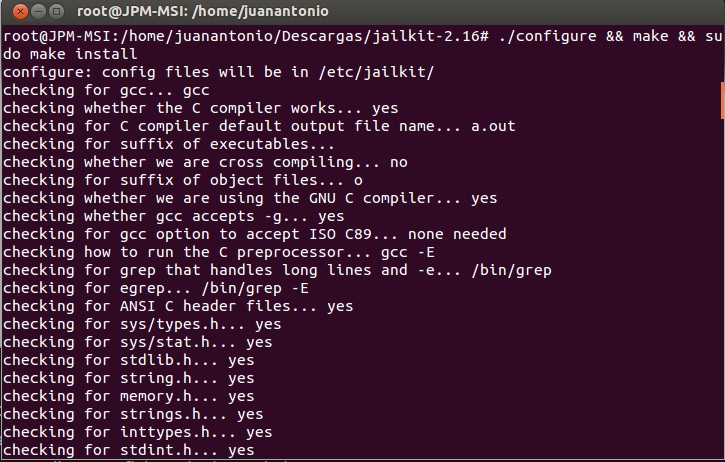 root@JPM-MSI: /home/juanantonio
root@JPM-MSI:/home/juanantonio/Descargas/jailkit-2.16# ./configure && make && su
do make install
configure: config files will be in /etc/jailkit/
checking for gcc... gcc
checking whether the C compiler works... yes
checking for C compiler default output file name... a.out
checking for suffix of executables...
checking whether we are cross compiling... no
checking for suffix of object files... o
checking whether we are using the GNU C compiler... yes
checking whether gcc accepts -g... yes
checking for gcc option to accept ISO C89... none needed
checking how to run the C preprocessor... gcc -E
checking for grep that handles long lines and -e... /bin/grep
checking for egrep... /bin/grep -E
checking for ANSI C header files... yes
checking for sys/types.h... yes
checking for sys/stat.h... yes
checking for stdlib.h... yes
checking for string.h... yes
checking for memory.h... yes
checking for strings.h... yes
checking for inttypes.h... yes
checking for stdint.h... yes